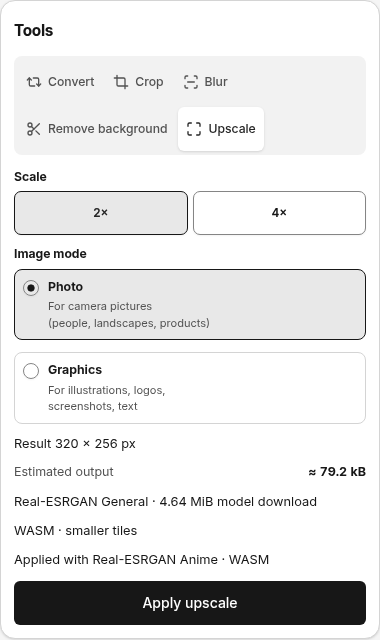 Tools
Convert Crop Blur
Remove background Upscale
Scale
2× 4×
Image mode
Photo
For camera pictures
(people, landscapes, products)
Graphics
For illustrations, logos,
screenshots, text
Result 320 × 256 px
Estimated output ≈ 79.2 kB
Real-ESRGAN General · 4.64 MiB model download
WASM · smaller tiles
Applied with Real-ESRGAN Anime · WASM
Apply upscale